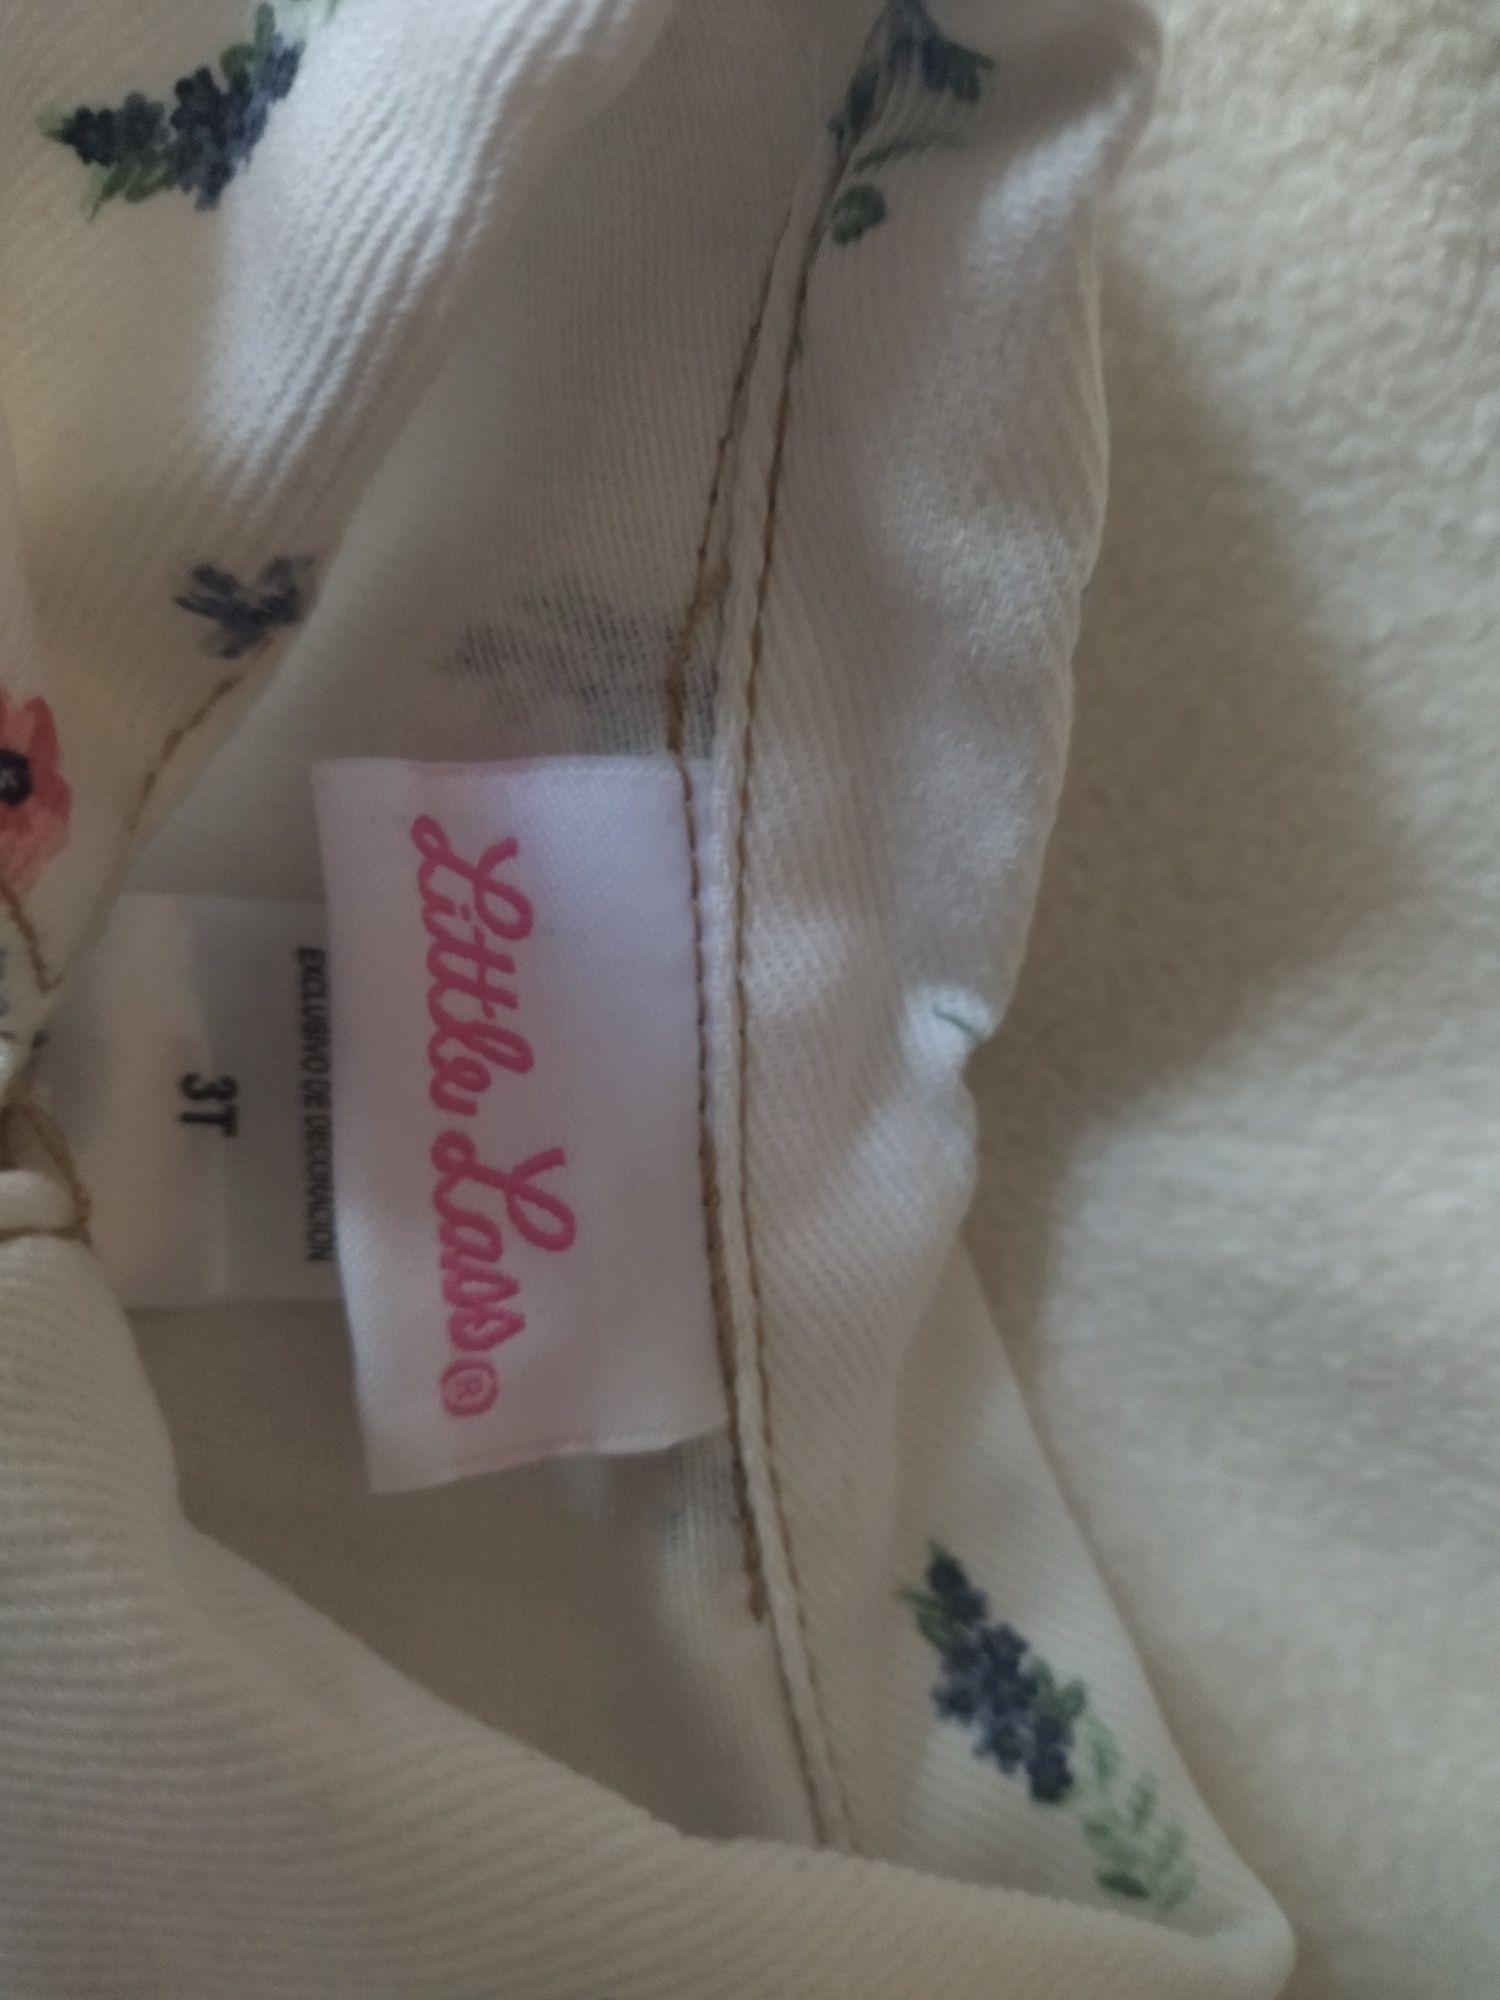 Little Lass®
EXCLUSIVO DE DECORACION
3T